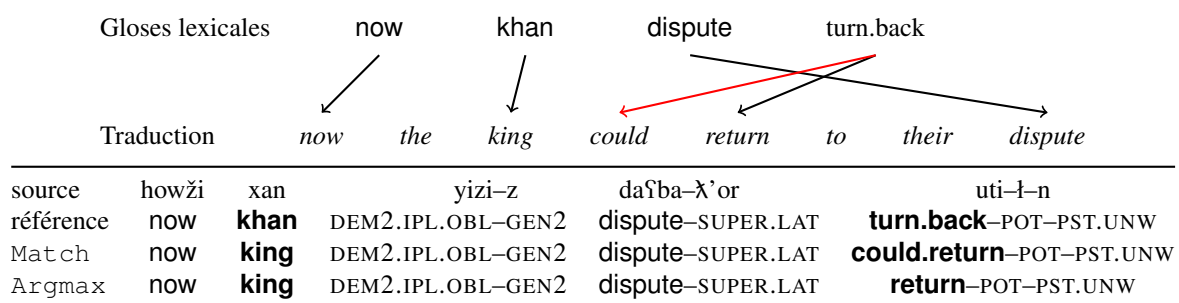 Gloses lexicales now khan dispute turn.back
Traduction now the king could return to their dispute
source howži xan yizi–z daʕba–ƛ’or uti–ł–n
référence now khan DEM2.IPL.OBL–GEN2 dispute–SUPER.LAT turn.back–POT–PST.UNW
Match now king DEM2.IPL.OBL–GEN2 dispute–SUPER.LAT could.return–POT–PST.UNW
Argmax now king DEM2.IPL.OBL–GEN2 dispute–SUPER.LAT return–POT–PST.UNW